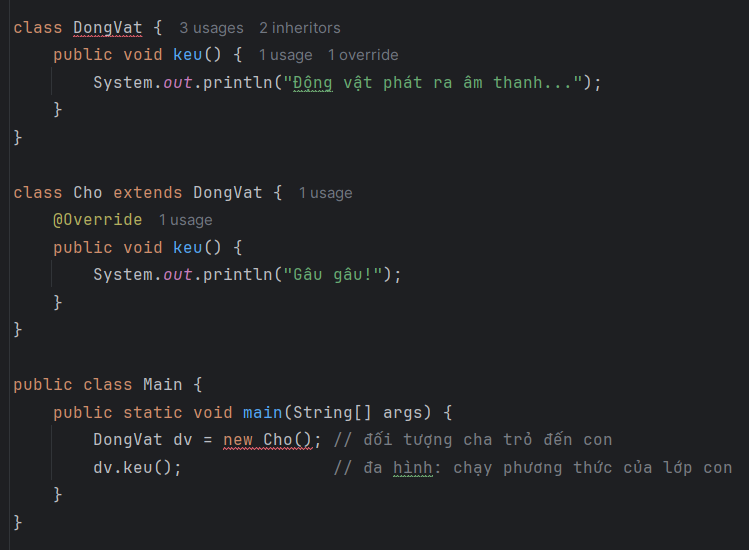 class DongVat { 3 usages 2 inheritors
    public void keu() { 1 usage 1 override
        System.out.println("Động vật phát ra âm thanh...");
    }
}

class Cho extends DongVat { 1 usage
    @Override 1 usage
    public void keu() {
        System.out.println("Gâu gâu!");
    }
}

public class Main {
    public static void main(String[] args) {
        DongVat dv = new Cho(); // đối tượng cha trỏ đến con
        dv.keu();               // đa hình: chạy phương thức của lớp con
    }
}